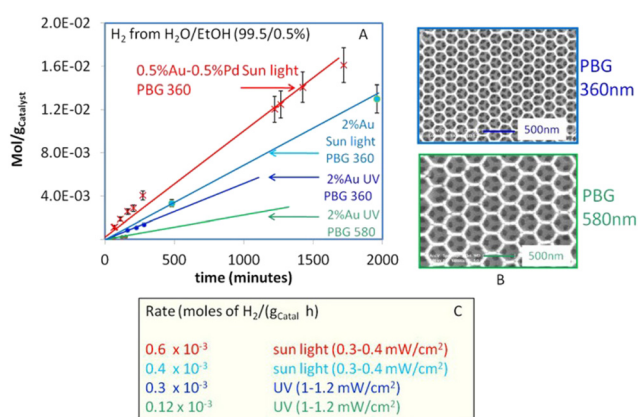 2.0E-02
1.6E-02
1.2E-02
8.0E-03
4.0E-03
Mol/gCatalyst
H2 from H2O/EtOH (99.5/0.5%)
A
0.5%Au-0.5%Pd Sun light
PBG 360
2%Au
Sun light
PBG 360
2%Au UV
PBG 360
2%Au UV
PBG 580
0
500
1000
1500
2000
time (minutes)
500nm
PBG
360nm
500nm
PBG
580nm
B
Rate (moles of H2/(gCatal h)
C
0.6 x 10-3 sun light (0.3-0.4 mW/cm2)
0.4 x 10-3 sun light (0.3-0.4 mW/cm2)
0.3 x 10-3 UV (1-1.2 mW/cm2)
0.12 x 10-3 UV (1-1.2 mW/cm2)